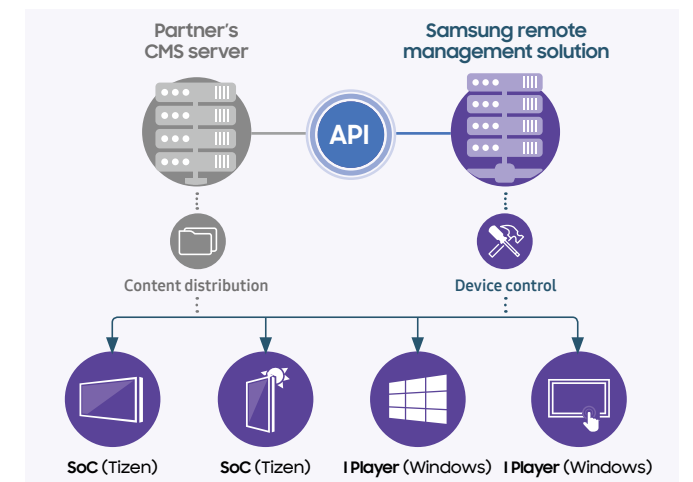 Partner's
CMS server
Samsung remote
management solution
API
Content distribution
Device control
SoC (Tizen)
SoC (Tizen)
I Player (Windows)
I Player (Windows)